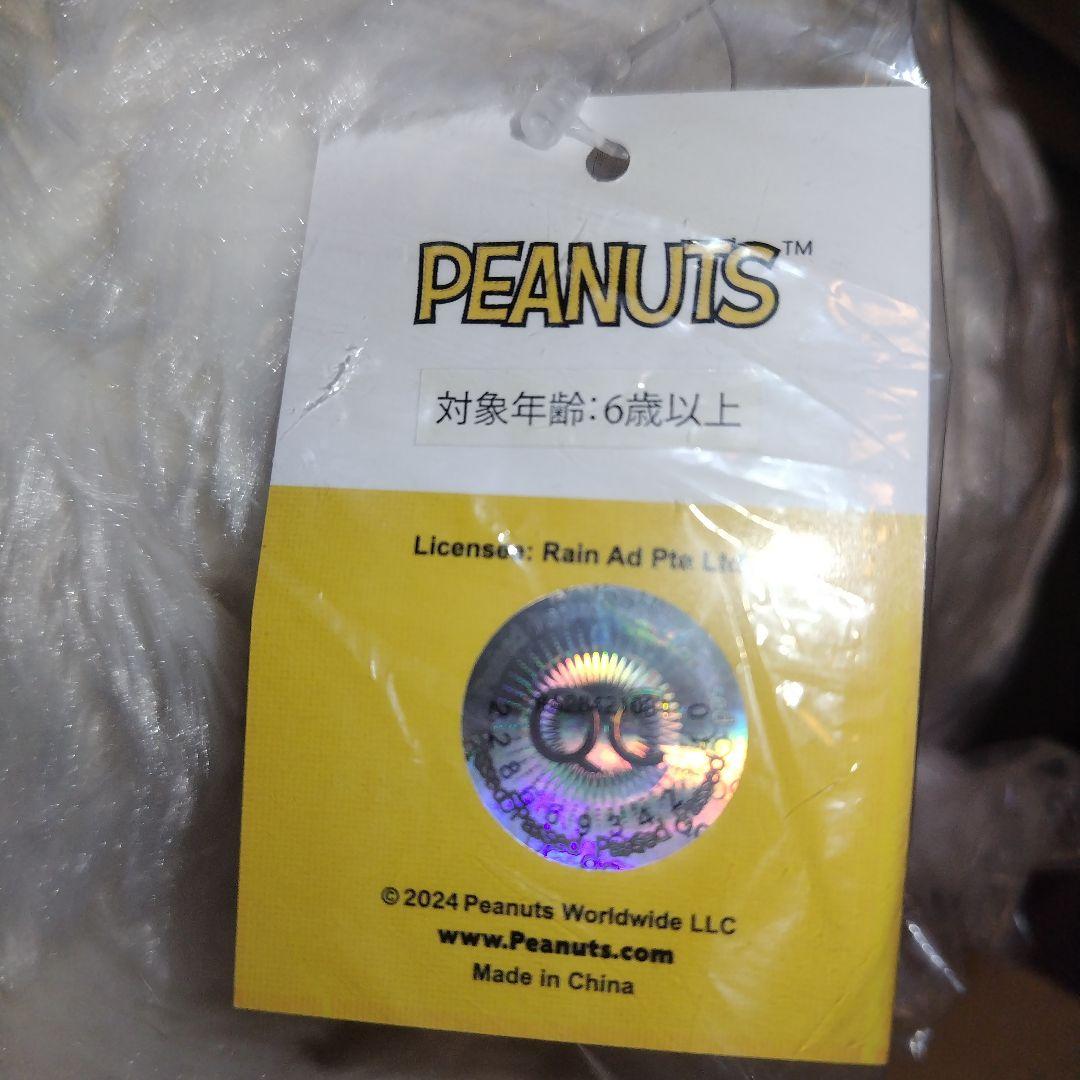 PEANUTS™
対象年齢:6歳以上
Licensee: Rain Ad Pte Ltd
© 2024 Peanuts Worldwide LLC
www.Peanuts.com
Made in China